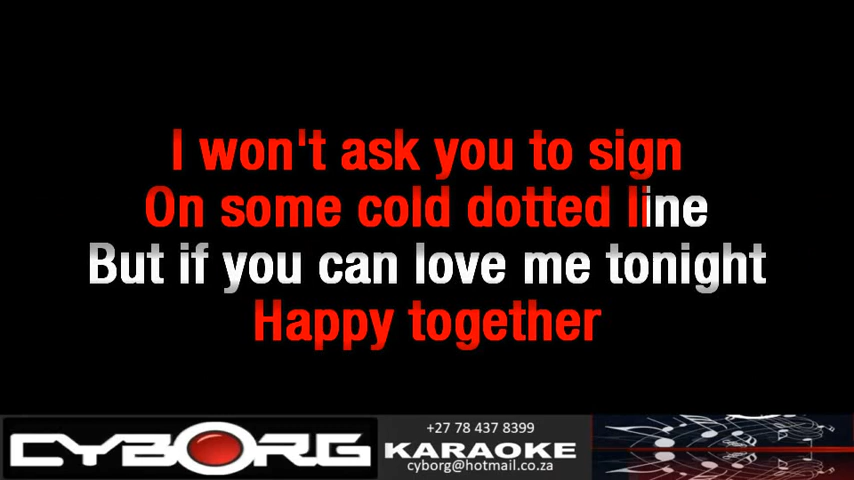 I won't ask you to sign
On some cold dotted line
But if you can love me tonight
Happy together
CYBORG
+27 78 437 8399
KARAOKE
cyborg@hotmail.co.za